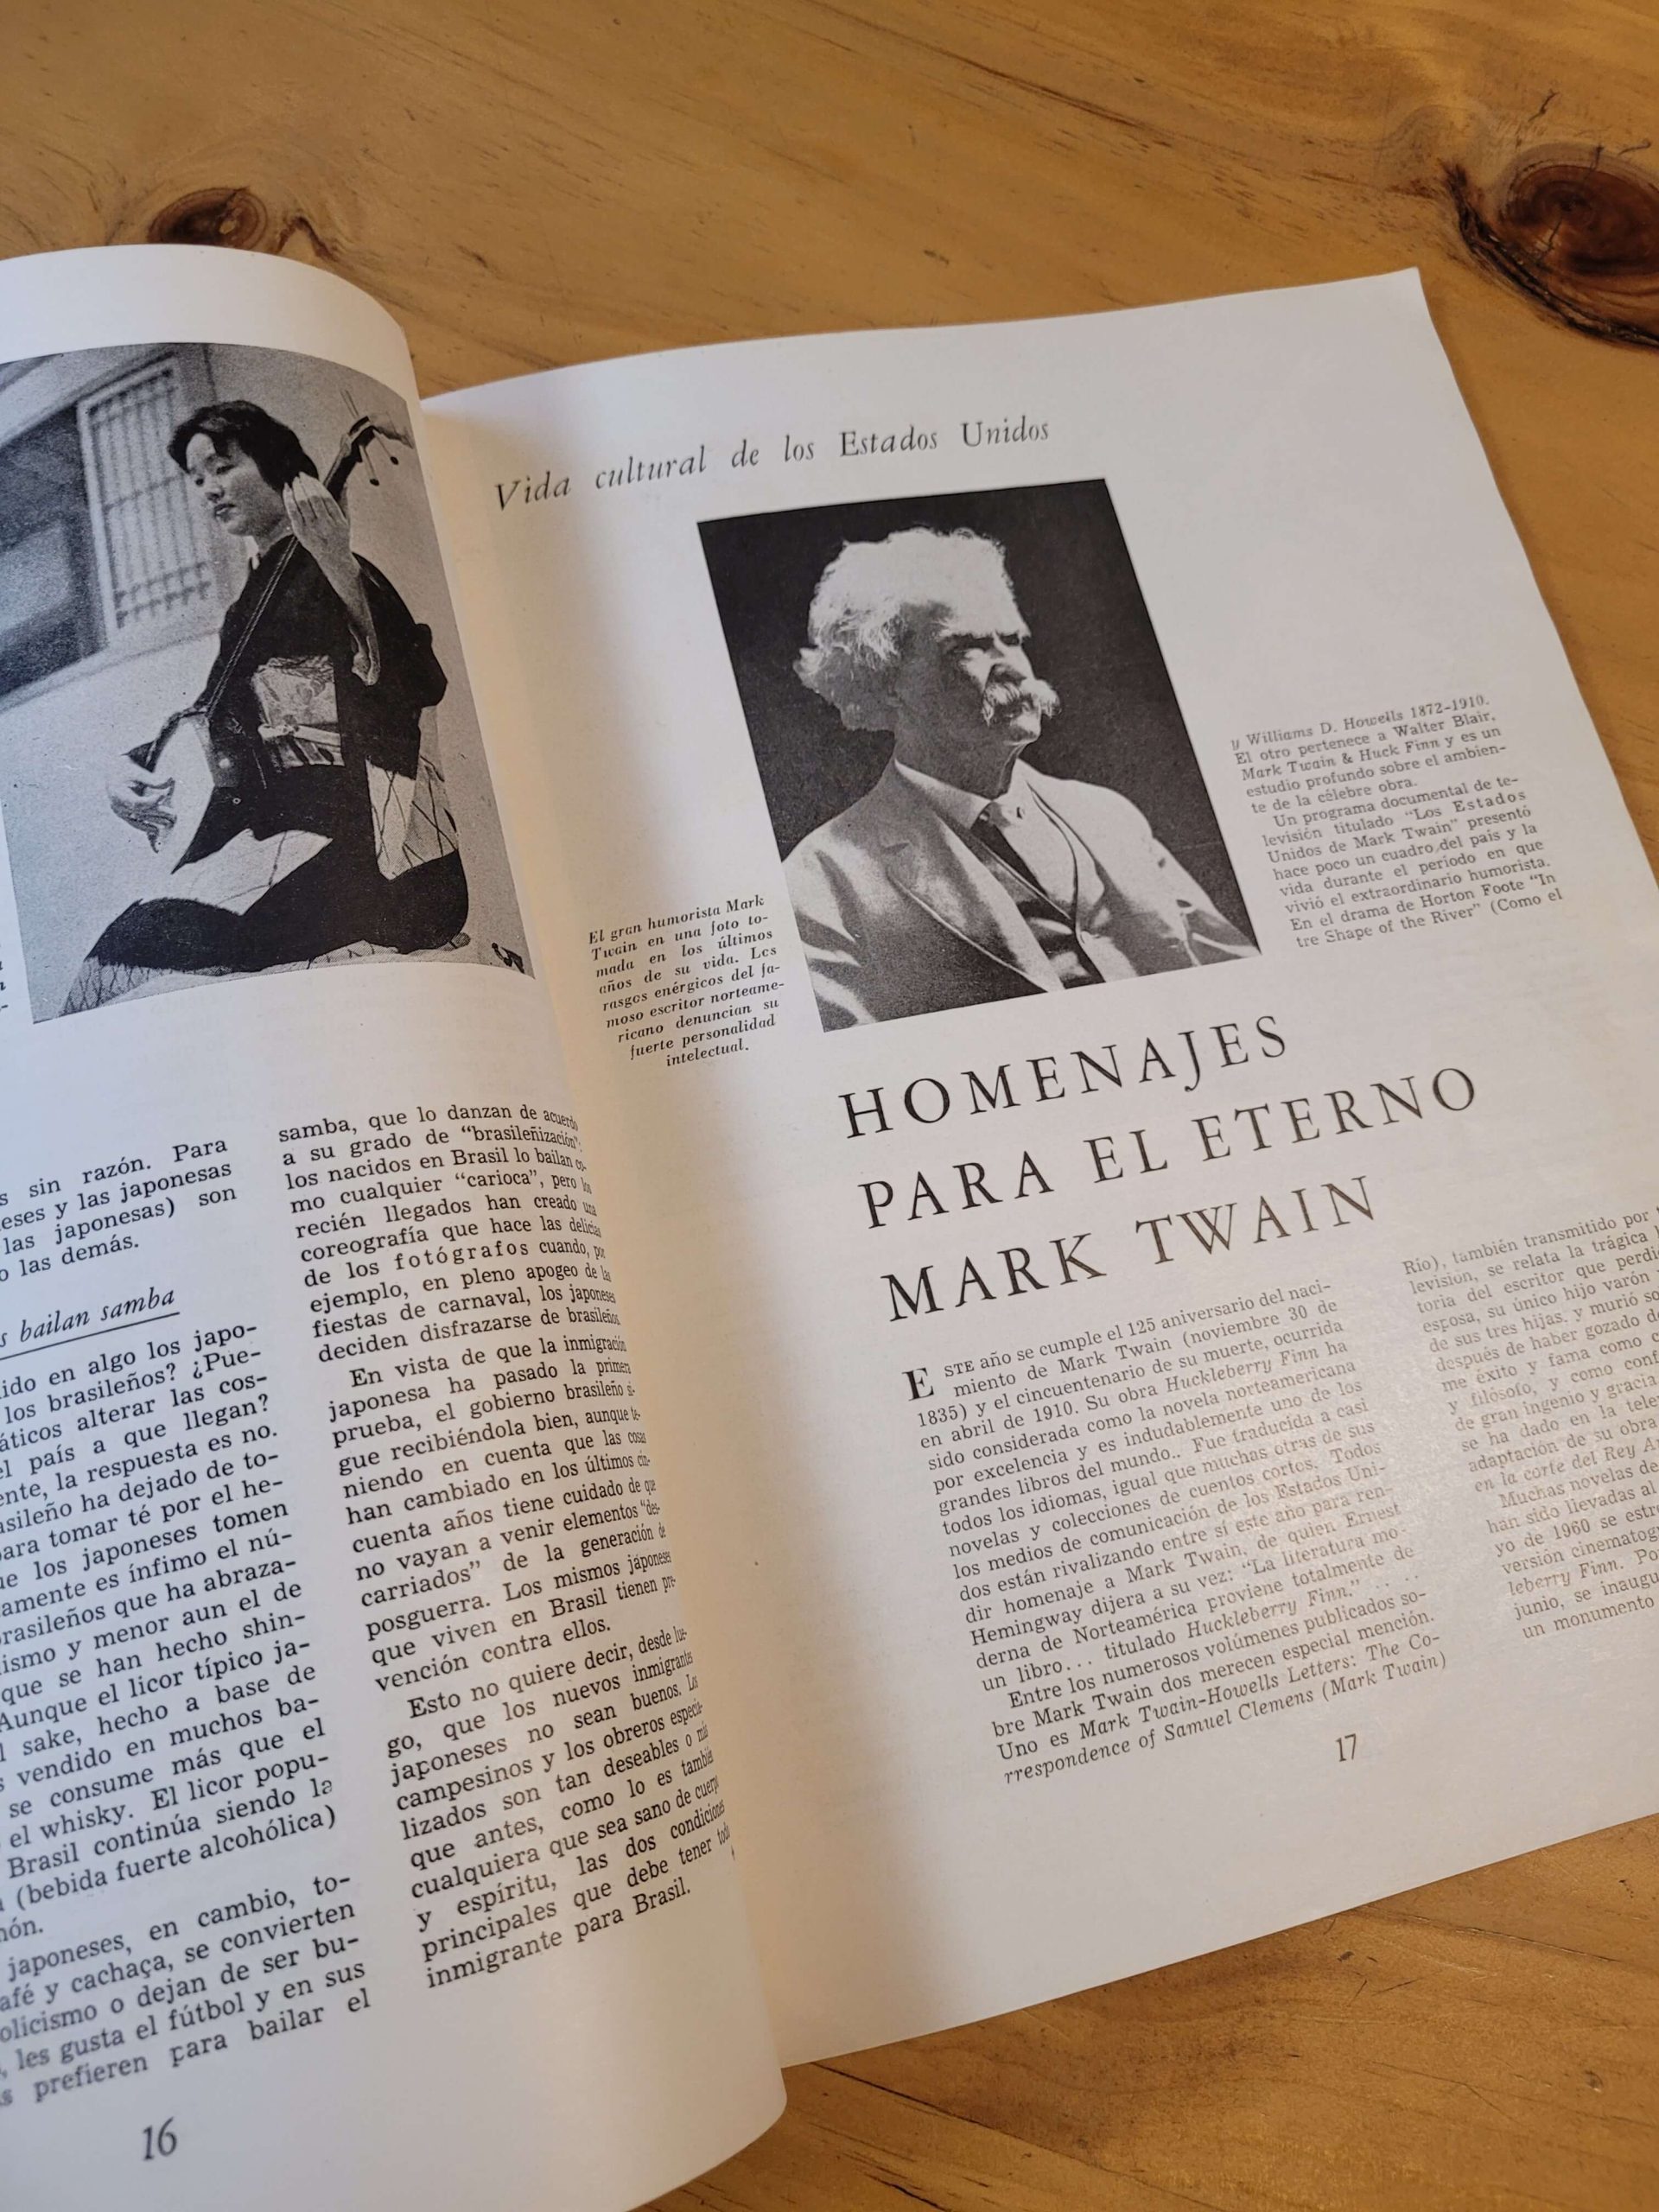 s sin razón. Para
eses y las japonesas
las japonesas) son
o las demás.
s bailan samba
ido en algo los japo-
los brasileños? ¿Pue-
áticos alterar las cos-
el país a que llegan?
ente, la respuesta es no.
asileño ha dejado de to-
para tomar té por el he-
ue los japoneses tomen
amente es ínfimo el nú-
brasileños que ha abraza-
ismo y menor aun el de
que se han hecho shin-
Aunque el licor típico ja-
l sake, hecho a base de
s vendido en muchos ba-
se consume más que el
el whisky. El licor popu-
Brasil continúa siendo la
(bebida fuerte alcohólica)
món.
japoneses, en cambio, to-
afé y cachaça, se convierten
olicismo o dejan de ser bu-
, les gusta el fútbol y en sus
s prefieren para bailar el
samba, que lo danzan de acuerdo
a su grado de "brasileñización":
los nacidos en Brasil lo bailan co-
mo cualquier "carioca", pero los
recién llegados han creado una
coreografía que hace las delicias
de los fotógrafos cuando, por
ejemplo, en pleno apogeo de las
fiestas de carnaval, los japoneses
deciden disfrazarse de brasileños
En vista de que la inmigración
japonesa ha pasado la primera
prueba, el gobierno brasileño si-
gue recibiéndola bien, aunque te-
niendo en cuenta que las cosas
han cambiado en los últimos cin-
cuenta años tiene cuidado de que
no vayan a venir elementos "des-
carriados" de la generación de
posguerra. Los mismos japoneses
que viven en Brasil tienen pre-
vención contra ellos.
Esto no quiere decir, desde lue-
go, que los nuevos inmigrantes
japoneses no sean buenos. Los
campesinos y los obreros especia-
lizados son tan deseables o más
que antes, como lo es también
cualquiera que sea sano de cuerpo
y espíritu, las dos condiciones
principales que debe tener todo
inmigrante para Brasil.
16
Vida cultural de los Estados Unidos
El gran humorista Mark
Twain en una foto to-
mada en los últimos
años de su vida. Los
rasgos enérgicos del fa-
moso escritor norteame-
ricano denuncian su
fuerte personalidad
intelectual.
HOMENAJES
PARA EL ETERNO
MARK TWAIN
ESTE año se cumple el 125 aniversario del naci-
miento de Mark Twain (noviembre 30 de
1835) y el cincuentenario de su muerte, ocurrida
en abril de 1910. Su obra Huckleberry Finn ha
sido considerada como la novela norteamericana
por excelencia y es indudablemente uno de los
grandes libros del mundo.. Fue traducida a casi
todos los idiomas, igual que muchas otras de sus
novelas y colecciones de cuentos cortos. Todos
los medios de comunicación de los Estados Uni-
dos están rivalizando entre sí este año para ren-
dir homenaje a Mark Twain, de quien Ernest
Hemingway dijera a su vez: "La literatura mo-
derna de Norteamérica proviene totalmente de
un libro... titulado Huckleberry Finn."
Entre los numerosos volúmenes publicados so-
bre Mark Twain dos merecen especial mención.
Uno es Mark Twain-Howells Letters: The Co-
rrespondence of Samuel Clemens (Mark Twain)
y Williams D. Howells 1872-1910.
El otro pertenece a Walter Blair,
Mark Twain & Huck Finn y es un
estudio profundo sobre el ambien-
te de la célebre obra.
Un programa documental de te-
levisión titulado "Los Estados
Unidos de Mark Twain" presentó
hace poco un cuadro del país y la
vida durante el período en que
vivió el extraordinario humorista.
En el drama de Horton Foote "In
tre Shape of the River" (Como el
Río), también transmitido por
levisión, se relata la trágica
toria del escritor que perdi
esposa, su único hijo varón
de sus tres hijas, y murió so
después de haber gozado de
me éxito y fama como
y filósofo, y como conf
de gran ingenio y gracia
se ha dado en la tele
adaptación de su obra
en la corte del Rey A
Muchas novelas de
han sido llevadas al
yo de 1960 se estre
versión cinematog
leberry Finn. Po
junio, se inaugu
un monumento
17